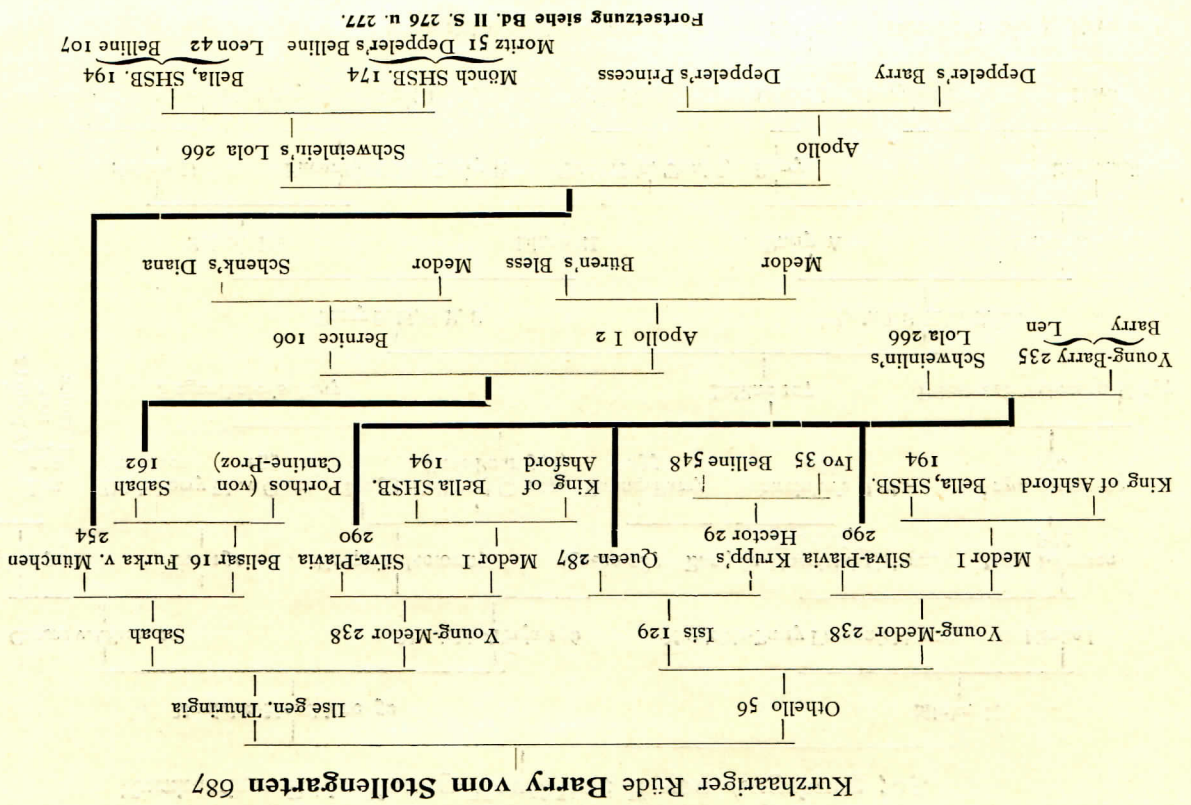 Kurzhaariger Rüde Barry vom Stollengarten 687
Othello 56 Ilse gen. Thuringia
Young-Medor 238 Isis 129 Young-Medor 238 Sabah
Medor I Silva-Plavia Krupp's Queen 287 Medor I Silva-Plavia Belisar 16 Furka v. München
290 Hector 29 290 254
King of Ashford Bella, SHSB. Ivo 35 Belline 548 King of Bella SHSB. Porthos (von Sabah
194 Ahsford 194 Cantine-Proz) 162
Young-Barry 235 Schweinlin's Apollo I 2 Bernice 106
Barry Len Lola 266
Medor Büren's Bless Medor Schenk's Diana
Apollo Schweinlein's Lola 266
Deppeler's Barry Deppeler's Princess Mönch SHSB. 174 Bella, SHSB. 194
Moritz 51 Deppeler's Belline Leon 42 Belline 107
Fortsetzung siehe Bd. II S. 276 u. 277.